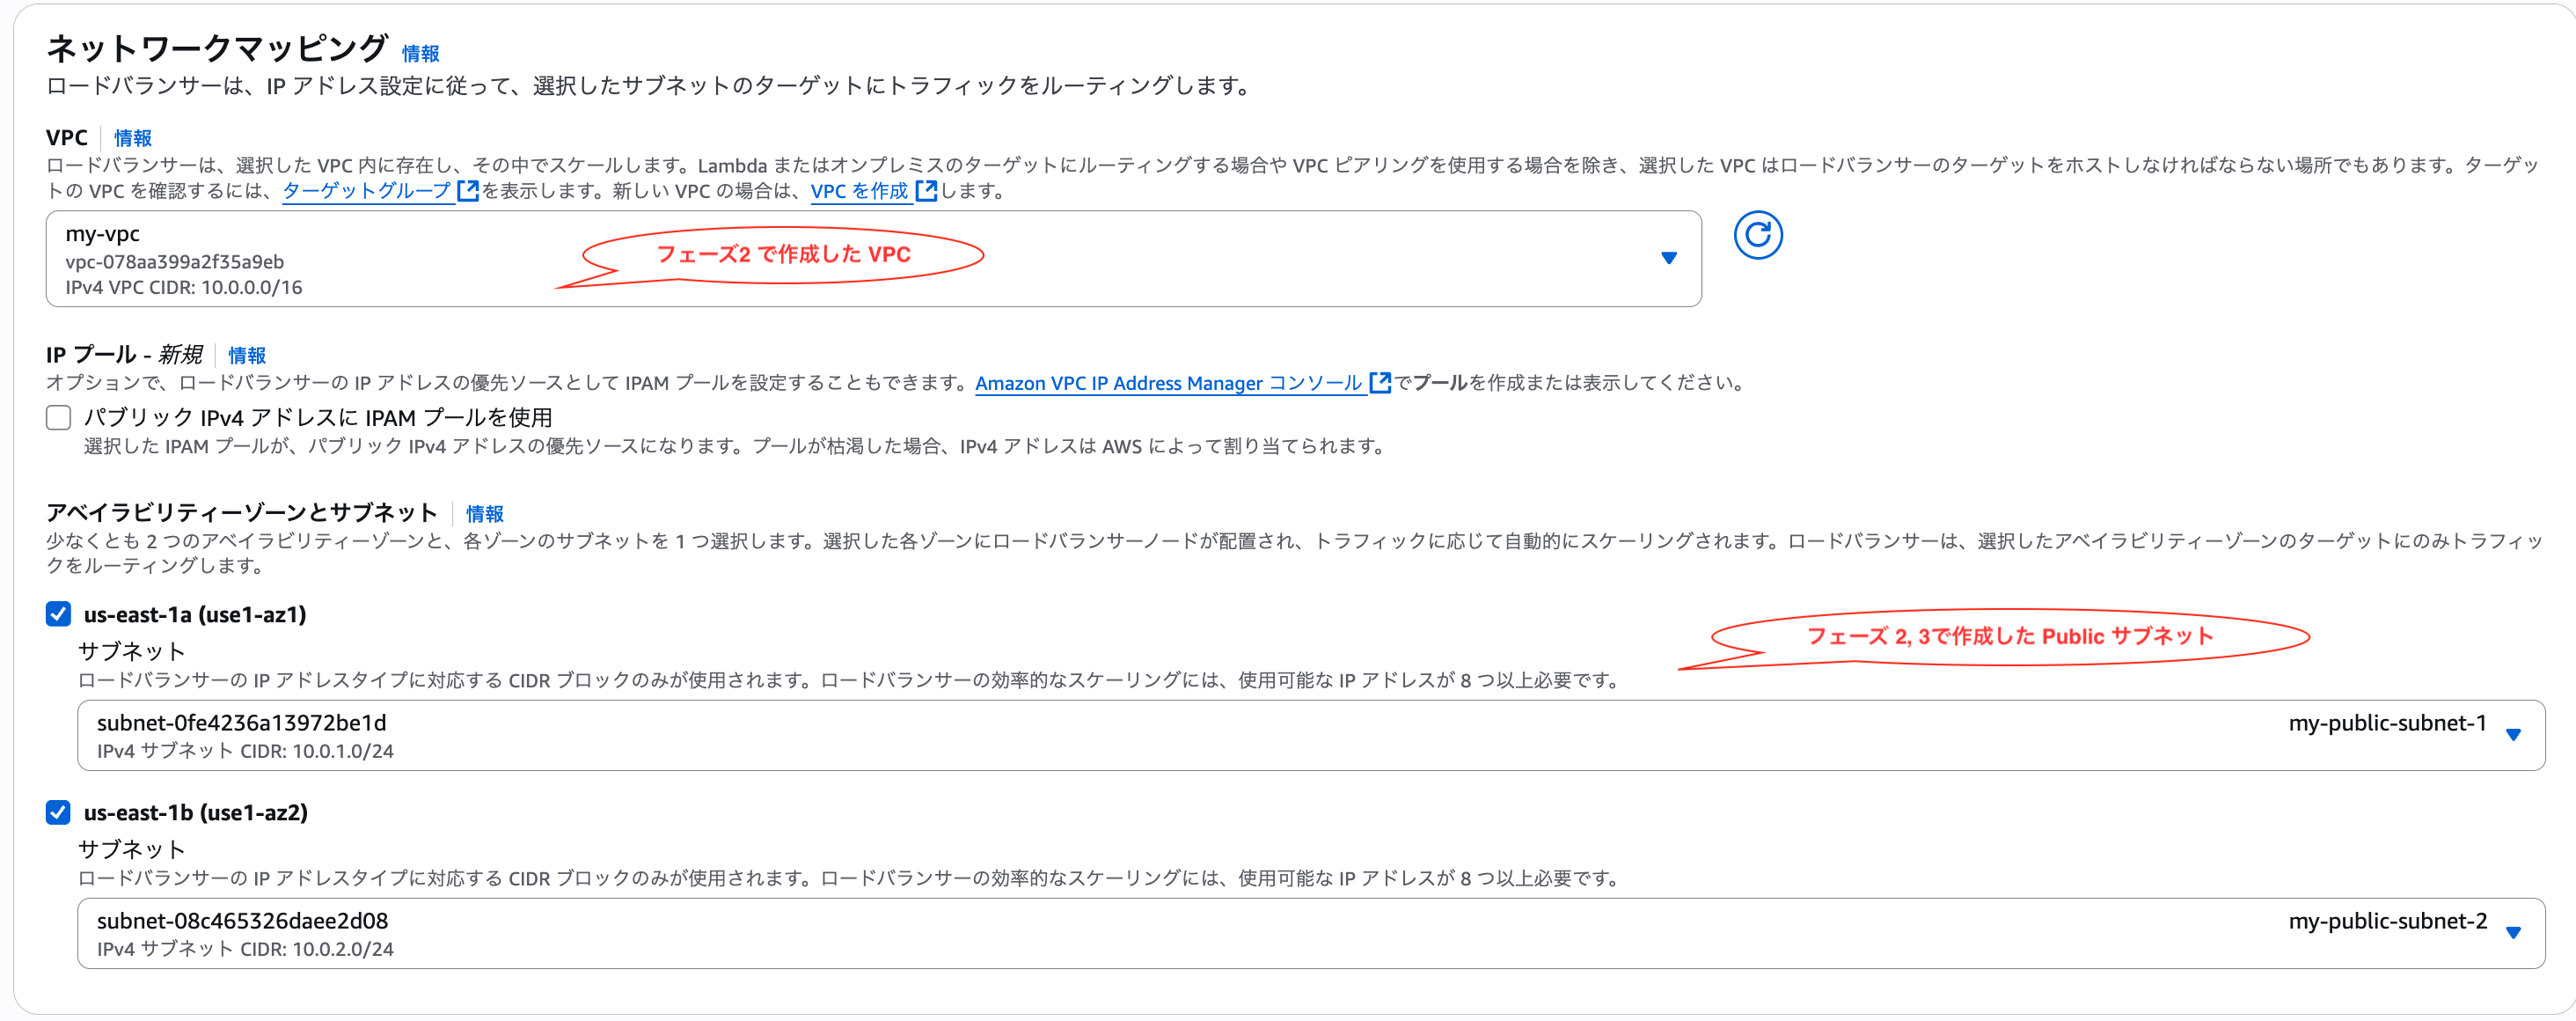 ネットワークマッピング 情報
ロードバランサーは、IP アドレス設定に従って、選択したサブネットのターゲットにトラフィックをルーティングします。
VPC 情報
ロードバランサーは、選択した VPC 内に存在し、その中でスケールします。Lambda またはオンプレミスのターゲットにルーティングする場合や VPC ピアリングを使用する場合を除き、選択した VPC はロードバランサーのターゲットをホストしなければならない場所でもあります。ターゲッ
トの VPC を確認するには、ターゲットグループを表示します。新しい VPC の場合は、VPC を作成します。
my-vpc
フェーズ2 で作成した VPC
vpc-078aa399a2f35a9eb
IPv4 VPC CIDR: 10.0.0.0/16
IP プール - 新規 情報
オプションで、ロードバランサーの IP アドレスの優先ソースとして IPAM プールを設定することもできます。Amazon VPC IP Address Manager コンソールでプールを作成または表示してください。
パブリック IPv4 アドレスに IPAM プールを使用
選択した IPAM プールが、パブリック IPv4 アドレスの優先ソースになります。プールが枯渇した場合、IPv4 アドレスは AWS によって割り当てられます。
アベイラビリティーゾーンとサブネット 情報
少なくとも 2 つのアベイラビリティーゾーンと、各ゾーンのサブネットを 1 つ選択します。選択した各ゾーンにロードバランサーノードが配置され、トラフィックに応じて自動的にスケーリングされます。ロードバランサーは、選択したアベイラビリティーゾーンのターゲットにのみトラフィッ
クをルーティングします。
us-east-1a (use1-az1)
フェーズ 2, 3で作成した Public サブネット
サブネット
ロードバランサーの IP アドレスタイプに対応する CIDR ブロックのみが使用されます。ロードバランサーの効率的なスケーリングには、使用可能な IP アドレスが 8 つ以上必要です。
subnet-0fe4236a13972be1d my-public-subnet-1
IPv4 サブネット CIDR: 10.0.1.0/24
us-east-1b (use1-az2)
サブネット
ロードバランサーの IP アドレスタイプに対応する CIDR ブロックのみが使用されます。ロードバランサーの効率的なスケーリングには、使用可能な IP アドレスが 8 つ以上必要です。
subnet-08c465326daee2d08 my-public-subnet-2
IPv4 サブネット CIDR: 10.0.2.0/24